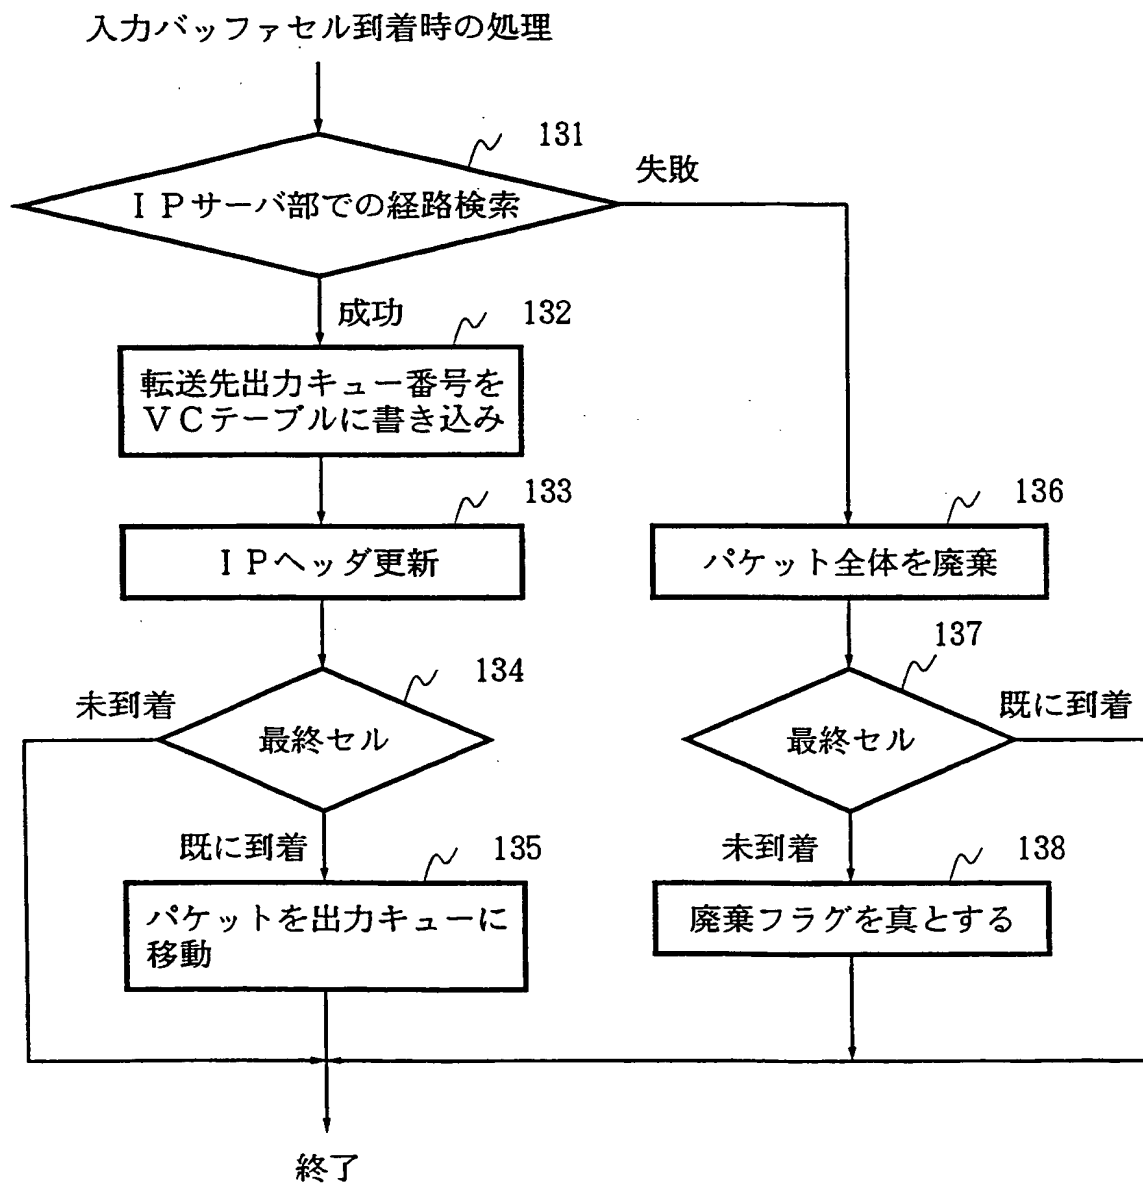 入力バッファセル到着時の処理
131
失敗
ＩＰサーバ部での経路検索
成功
132
転送先出力キュー番号を
ＶＣテーブルに書き込み
133
ＩＰヘッダ更新
136
パケット全体を廃棄
134
未到着
最終セル
137
既に到着
最終セル
既に到着
135
パケットを出力キューに
移動
未到着
138
廃棄フラグを真とする
終了